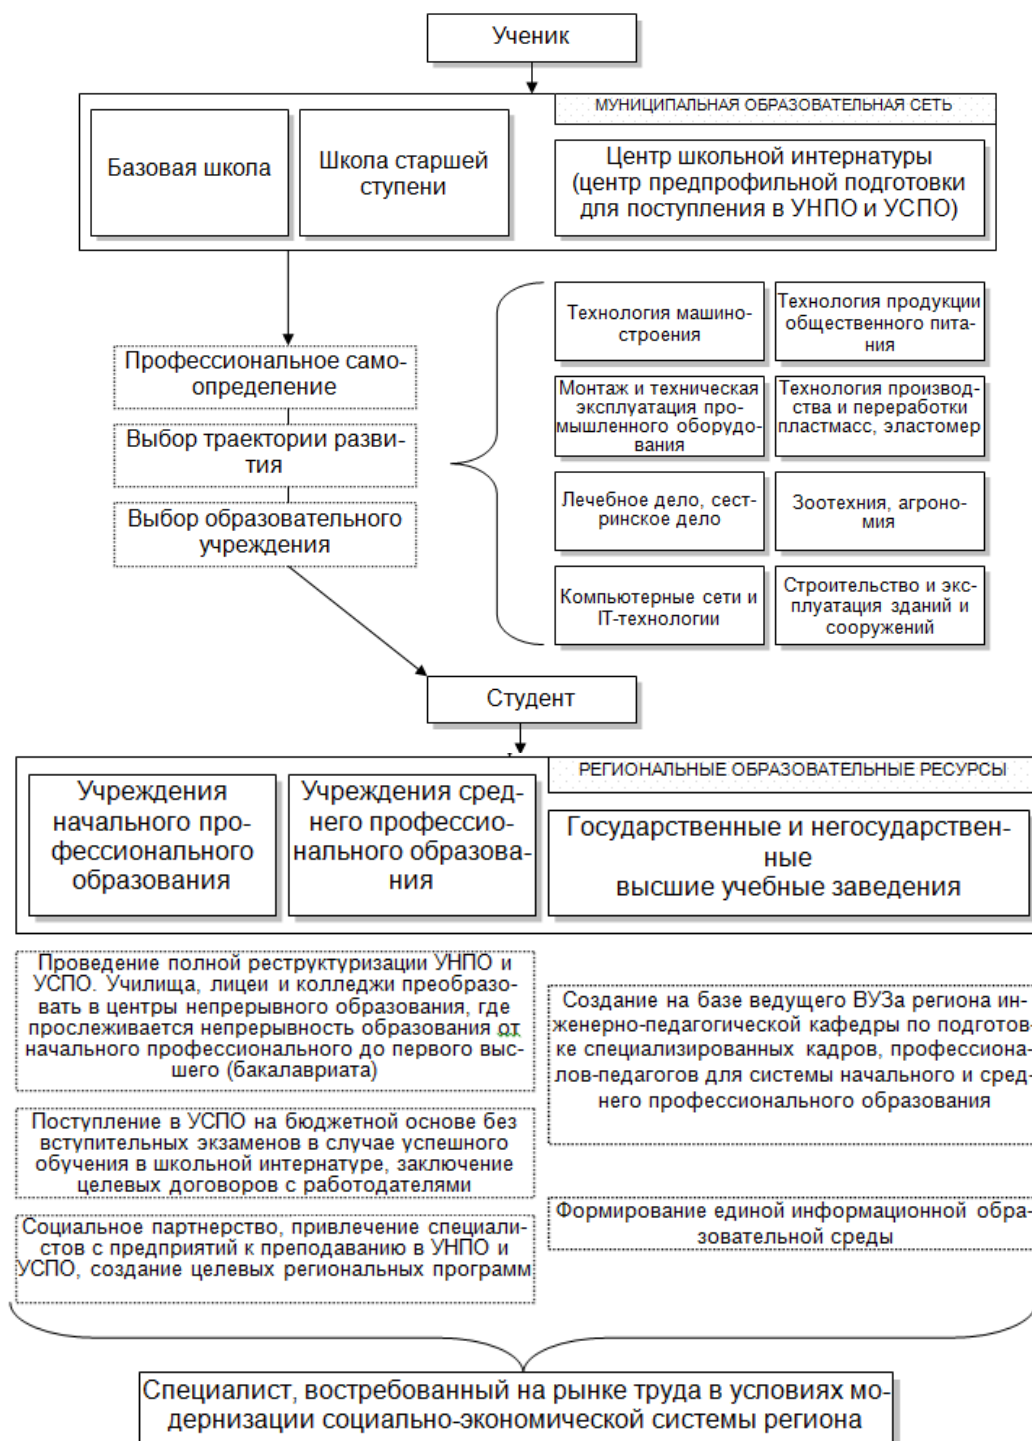 Ученик
МУНИЦИПАЛЬНАЯ ОБРАЗОВАТЕЛЬНАЯ СЕТЬ
Базовая школа
Школа старшей
ступени
Центр школьной интернатуры
(центр предпрофильной подготовки
для поступления в УНПО и УСПО)
Профессиональное само-
определение
Выбор траектории разви-
тия
Выбор образовательного
учреждения
Технология машино-
строения
Технология продукции
общественного пита-
ния
Монтаж и техническая
эксплуатация про-
мышленного оборудо-
вания
Технология производ-
ства и переработки
пластмасс, эластомер
Лечебное дело, сест-
ринское дело
Зоотехния, агроно-
мия
Компьютерные сети и
IT-технологии
Строительство и экс-
плуатация зданий и
сооружений
Студент
РЕГИОНАЛЬНЫЕ ОБРАЗОВАТЕЛЬНЫЕ РЕСУРСЫ
Учреждения
начального про-
фессионального
образования
Учреждения сред-
него профессио-
нального образова-
ния
Государственные и негосударствен-
ные
высшие учебные заведения
Проведение полной реструктуризации УНПО и
УСПО. Училища, лицеи и колледжи преобразо-
вать в центры непрерывного образования, где
прослеживается непрерывность образования от
начального профессионального до первого выс-
шего (бакалавриата)
Поступление в УСПО на бюджетной основе без
вступительных экзаменов в случае успешного
обучения в школьной интернатуре, заключение
целевых договоров с работодателями
Социальное партнерство, привлечение специали-
стов с предприятий к преподаванию в УНПО и
УСПО, создание целевых региональных программ
Создание на базе ведущего ВУЗа региона ин-
женерно-педагогической кафедры по подготов-
ке специализированных кадров, профессиона-
лов-педагогов для системы начального и сред-
него профессионального образования
Формирование единой информационной обра-
зовательной среды
Специалист, востребованный на рынке труда в условиях мо-
дернизации социально-экономической системы региона